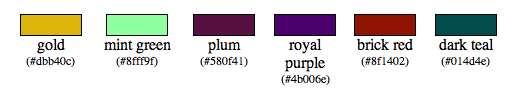 gold mint green plum royal brick red dark teal
(#dbb40c) (#8fff9f) (#580f41) purple (#8f1402) (#014d4e)
(#4b006e)